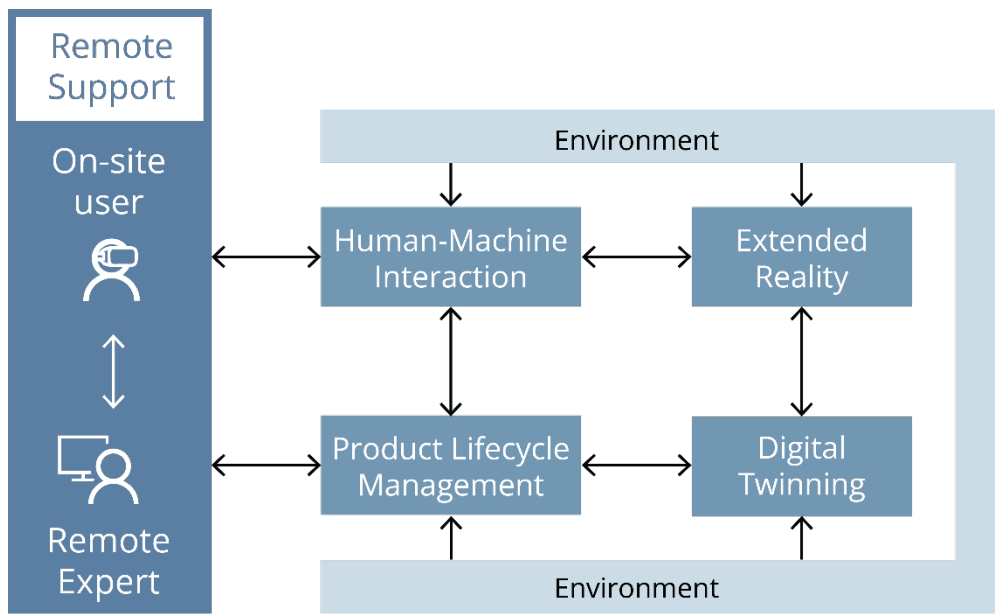 Remote
Support
On-site
user
Remote
Expert
Environment
Human-Machine
Interaction
Extended
Reality
Product Lifecycle
Management
Digital
Twinning
Environment